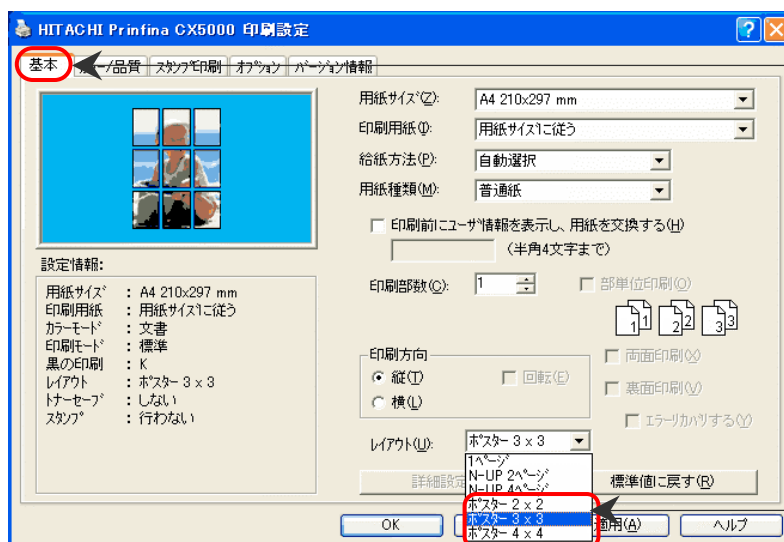 HITACHI Prinfina CX5000 印刷設定
基本 /品質 スタンプ印刷 オプション バージョン情報
用紙サイズ(Z): A4 210x297 mm
印刷用紙(I): 用紙サイズに従う
給紙方法(P): 自動選択
用紙種類(M): 普通紙
印刷前にユーザ情報を表示し、用紙を交換する(H)
(半角4文字まで)
設定情報:
用紙サイズ : A4 210x297 mm
印刷用紙 : 用紙サイズに従う
カラーモード : 文書
印刷モード : 標準
黒の印刷 : K
レイアウト : ポスター 3 x 3
トナーセーブ : しない
スタンプ : 行わない
印刷部数(C): 1 部単位印刷(O)
1 1 2 2 3 3
印刷方向
縦(T) 回転(E)
横(L)
両面印刷(X)
裏面印刷(V)
エラーリカバリする(Y)
レイアウト(U): ポスター 3 x 3
1ページ
N-UP 2ページ
N-UP 4ページ
ポスター 2 x 2
ポスター 3 x 3
ポスター 4 x 4
詳細設定 標準値に戻す(R)
OK 適用(A) ヘルプ